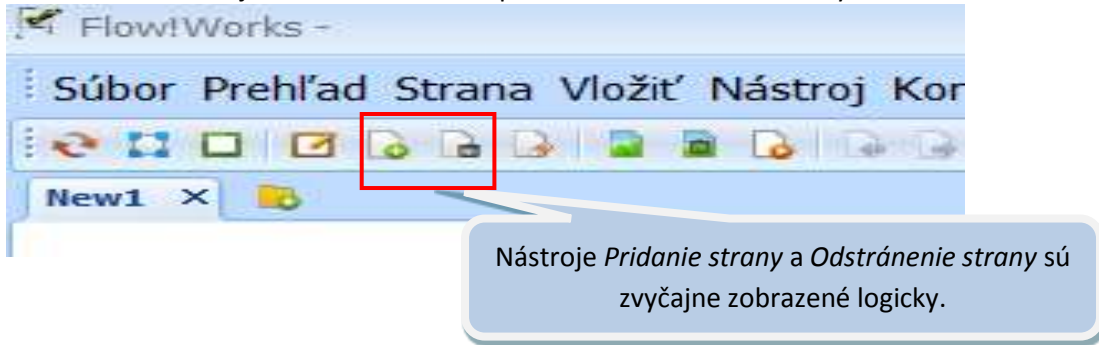 Flow!Works -
Súbor Prehľad Strana Vložiť Nástroj Kor
New1 ×
Nástroje Pridanie strany a Odstránenie strany sú
zvyčajne zobrazené logicky.